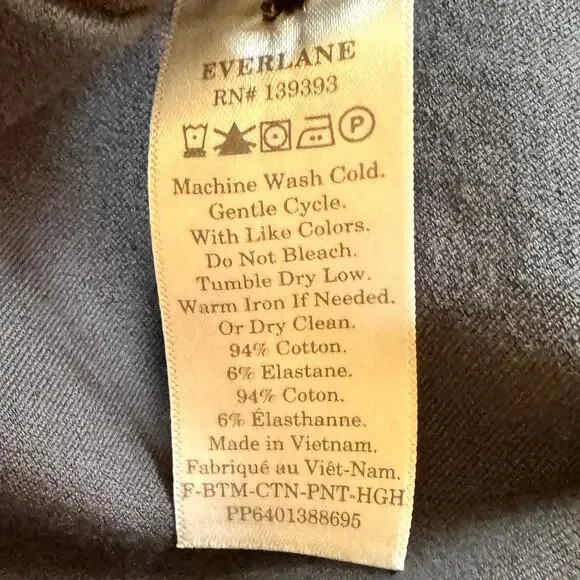 EVERLANE
RN# 139393
P
Machine Wash Cold.
Gentle Cycle.
With Like Colors.
Do Not Bleach.
Tumble Dry Low.
Warm Iron If Needed.
Or Dry Clean.
94% Cotton.
6% Elastane.
94% Coton.
6% Élasthanne.
Made in Vietnam.
Fabriqué au Viêt-Nam.
F-BTM-CTN-PNT-HGH
PP6401388695